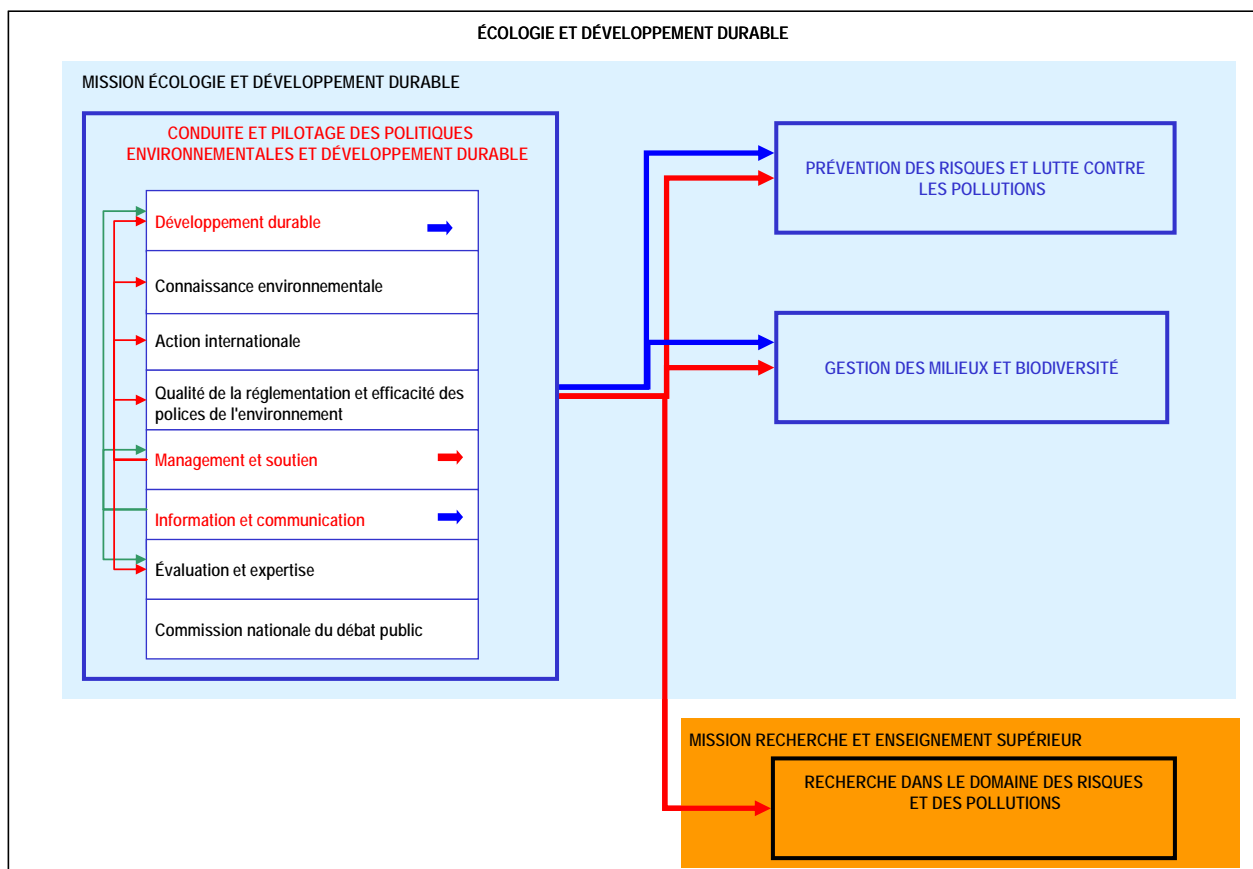 ÉCOLOGIE ET DÉVELOPPEMENT DURABLE
MISSION ÉCOLOGIE ET DÉVELOPPEMENT DURABLE
CONDUITE ET PILOTAGE DES POLITIQUES
ENVIRONNEMENTALES ET DÉVELOPPEMENT DURABLE
Développement durable
Connaissance environnementale
Action internationale
Qualité de la réglementation et efficacité des
polices de l'environnement
Management et soutien
Information et communication
Évaluation et expertise
Commission nationale du débat public
PRÉVENTION DES RISQUES ET LUTTE CONTRE
LES POLLUTIONS
GESTION DES MILIEUX ET BIODIVERSITÉ
MISSION RECHERCHE ET ENSEIGNEMENT SUPÉRIEUR
RECHERCHE DANS LE DOMAINE DES RISQUES
ET DES POLLUTIONS